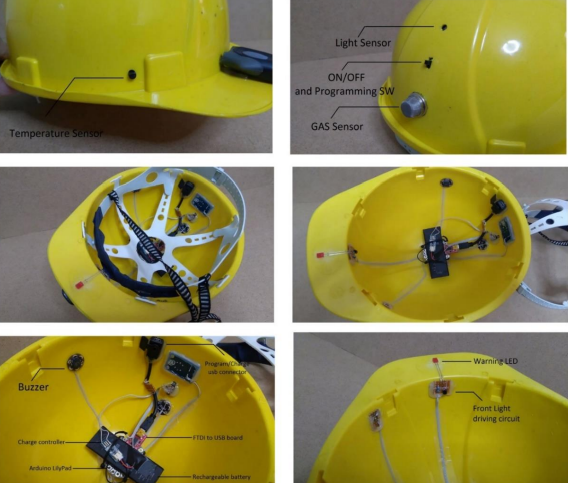 Temperature Sensor
Light Sensor
ON/OFF
and Programming SW
GAS Sensor
Program/Charge
usb connector
Buzzer
Charge controller
FTDI to USB board
Arduino LilyPad
Rechargeable battery
Warning LED
Front Light
driving circuit